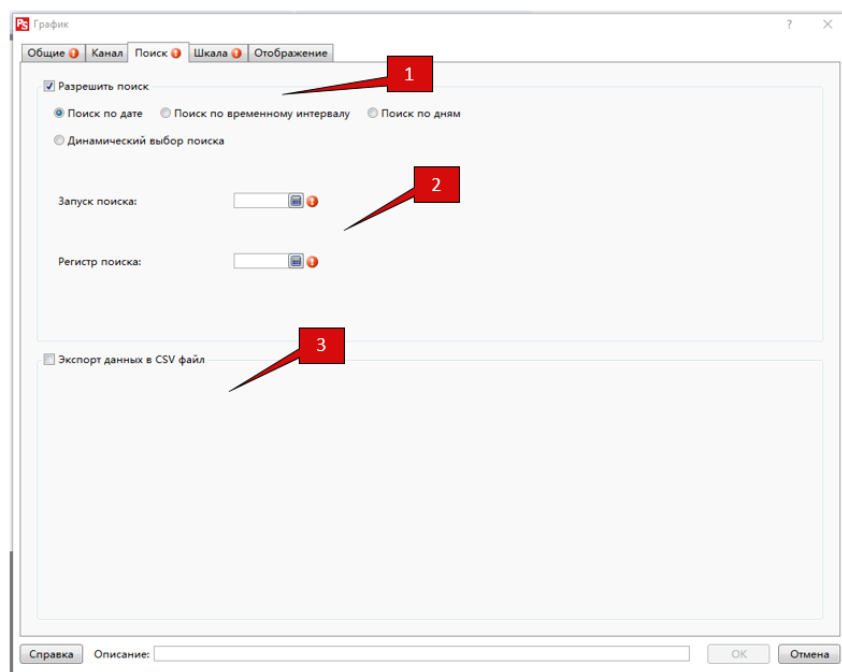 PS График ?
Общие Канал Поиск Шкала Отображение
1
Разрешить поиск
Поиск по дате Поиск по временному интервалу Поиск по дням
Динамический выбор поиска
2
Запуск поиска:
Регистр поиска:
3
Экспорт данных в CSV файл
Справка Описание: OK Отмена